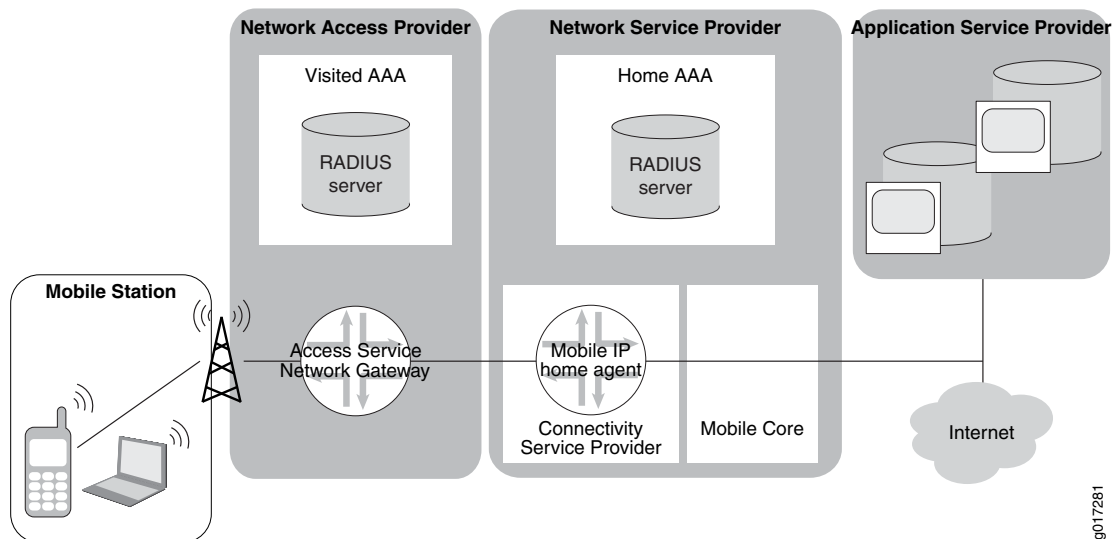 Network Access Provider
Network Service Provider
Application Service Provider
Visited AAA
Home AAA
RADIUS
server
RADIUS
server
Mobile Station
Access Service
Network Gateway
Mobile IP
home agent
Connectivity
Service Provider
Mobile Core
Internet
g017281